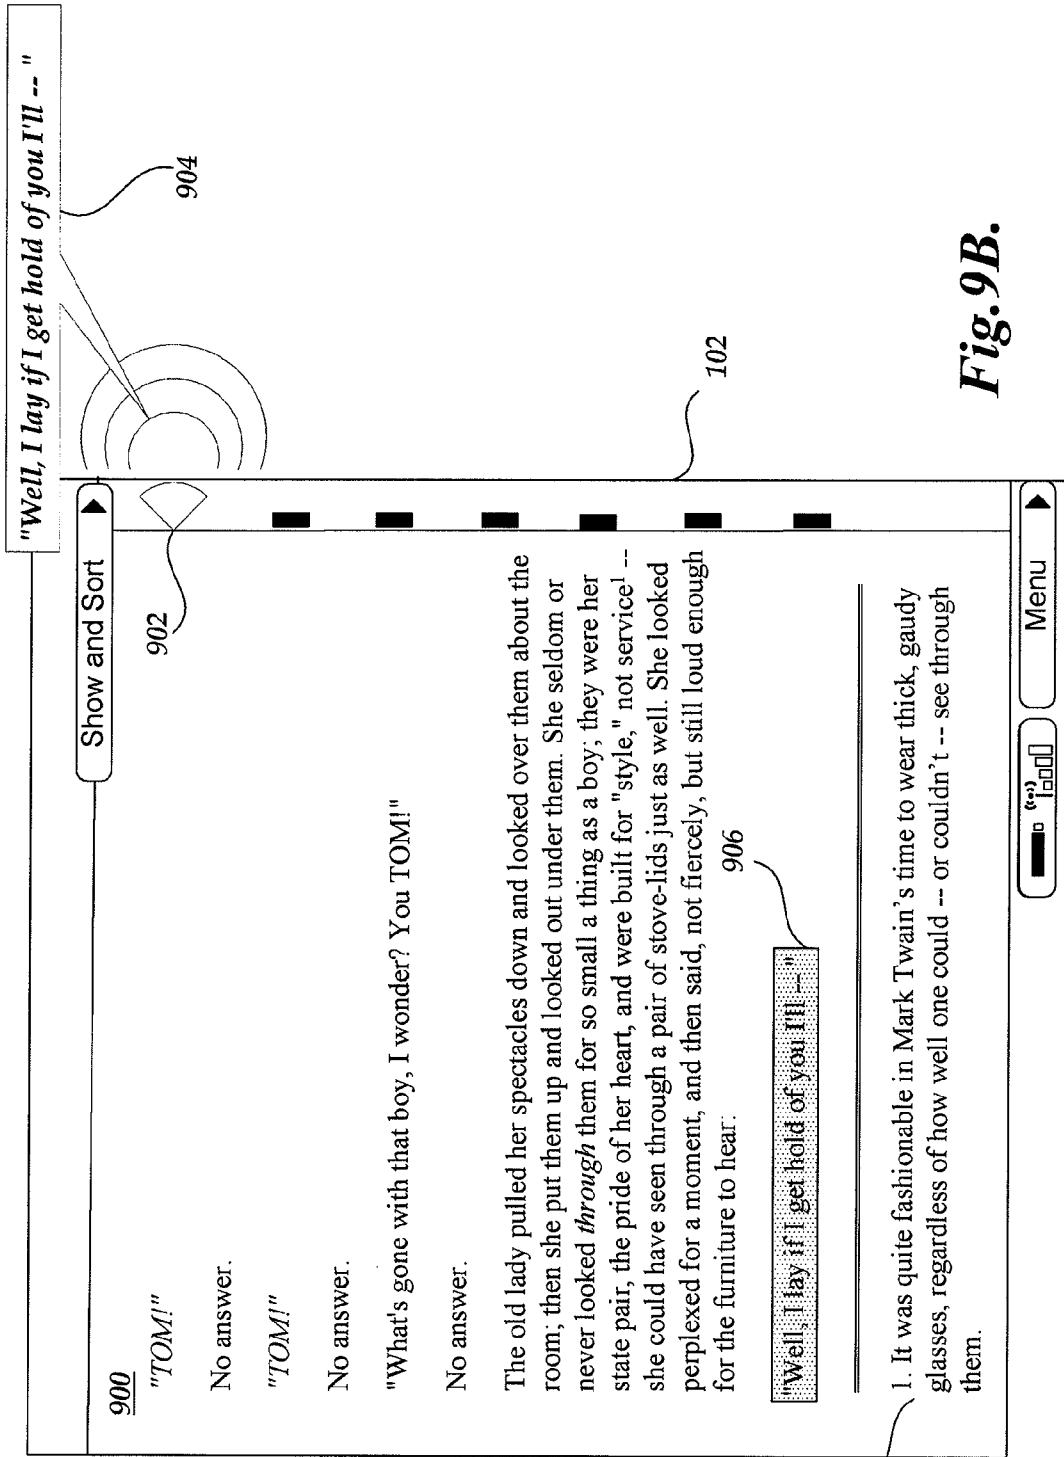 "Well, I lay if I get hold of you I'll -- "
904
Show and Sort
902
900
"TOM!"
No answer.
"TOM!"
No answer.
"What's gone with that boy, I wonder? You TOM!"
No answer.
The old lady pulled her spectacles down and looked over them about the
room; then she put them up and looked out under them. She seldom or
never looked through them for so small a thing as a boy; they were her
state pair, the pride of her heart, and were built for "style," not service¹ --
she could have seen through a pair of stove-lids just as well. She looked
perplexed for a moment, and then said, not fiercely, but still loud enough
for the furniture to hear:
906
"Well, I lay if I get hold of you I'll -- "
1. It was quite fashionable in Mark Twain's time to wear thick, gaudy
glasses, regardless of how well one could -- or couldn't -- see through
them.
Menu
102
Fig.9B.